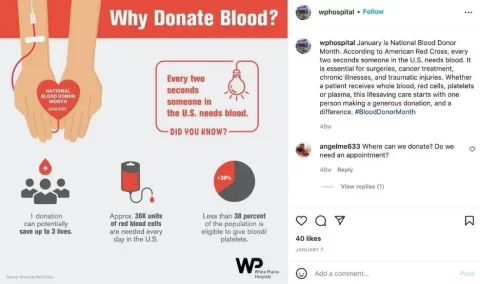 Why Donate Blood?
NATIONAL
BLOOD DONOR
MONTH
JANUARY
Every two
seconds someone
in the
U.S. needs blood.
DID YOU KNOW?
1 donation
can potentially
save up to 3 lives.
Approx. 36K units
of red blood cells
are needed every
day in the U.S.
<38%
Less than 38 percent
of the population is
eligible to give blood/
platelets.
WP
White Plains
Hospital
Source: American Red Cross
wphospital • Follow
wphospital January is National Blood Donor
Month. According to American Red Cross, every
two seconds someone in the U.S. needs blood. It
is essential for surgeries, cancer treatment,
chronic illnesses, and traumatic injuries. Whether
a patient receives whole blood, red cells, platelets
or plasma, this lifesaving care starts with one
person making a generous donation, and a
difference. #BloodDonorMonth
48w
angelme633 Where can we donate? Do we
need an appointment?
48w Reply
View replies (1)
40 likes
JANUARY 7
Add a comment...
Post